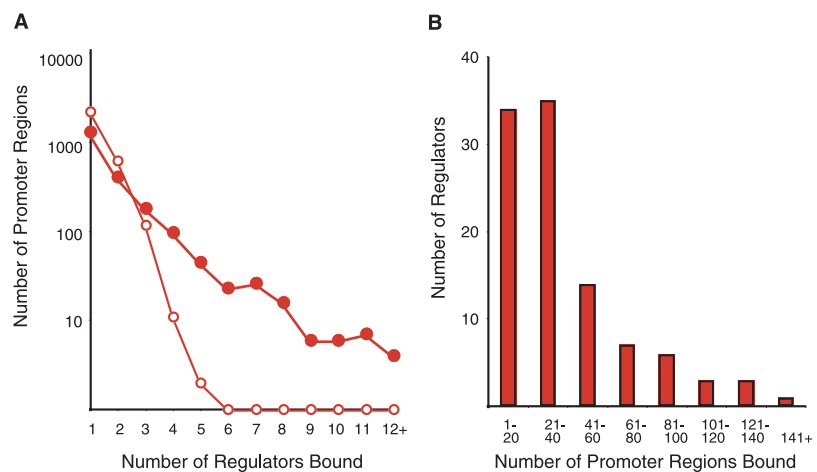 A
Number of Promoter Regions
10000
1000
100
10
1 2 3 4 5 6 7 8 9 10 11 12+
Number of Regulators Bound
B
Number of Regulators
40
30
20
10
1-20
21-40
41-60
61-80
81-100
101-120
121-140
141+
Number of Promoter Regions Bound